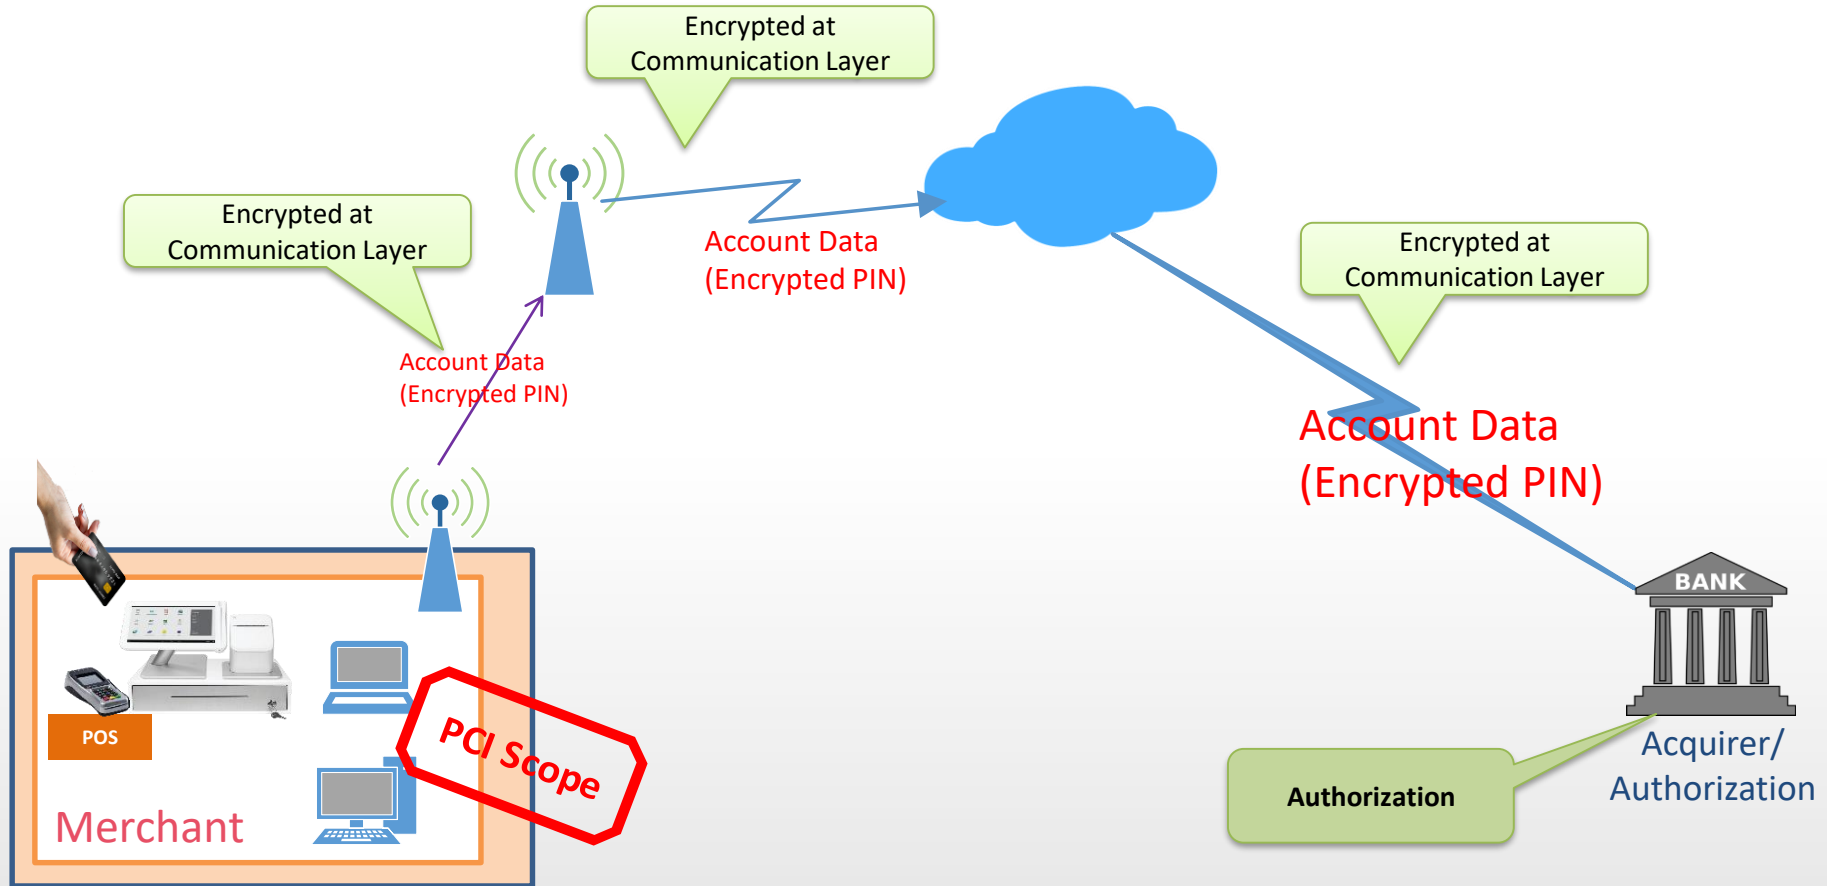 Encrypted at
Communication Layer
Encrypted at
Communication Layer
Account Data
(Encrypted PIN)
Encrypted at
Communication Layer
Account Data
(Encrypted PIN)
Account Data
(Encrypted PIN)
BANK
POS
PCI Scope
Merchant
Authorization
Acquirer/
Authorization